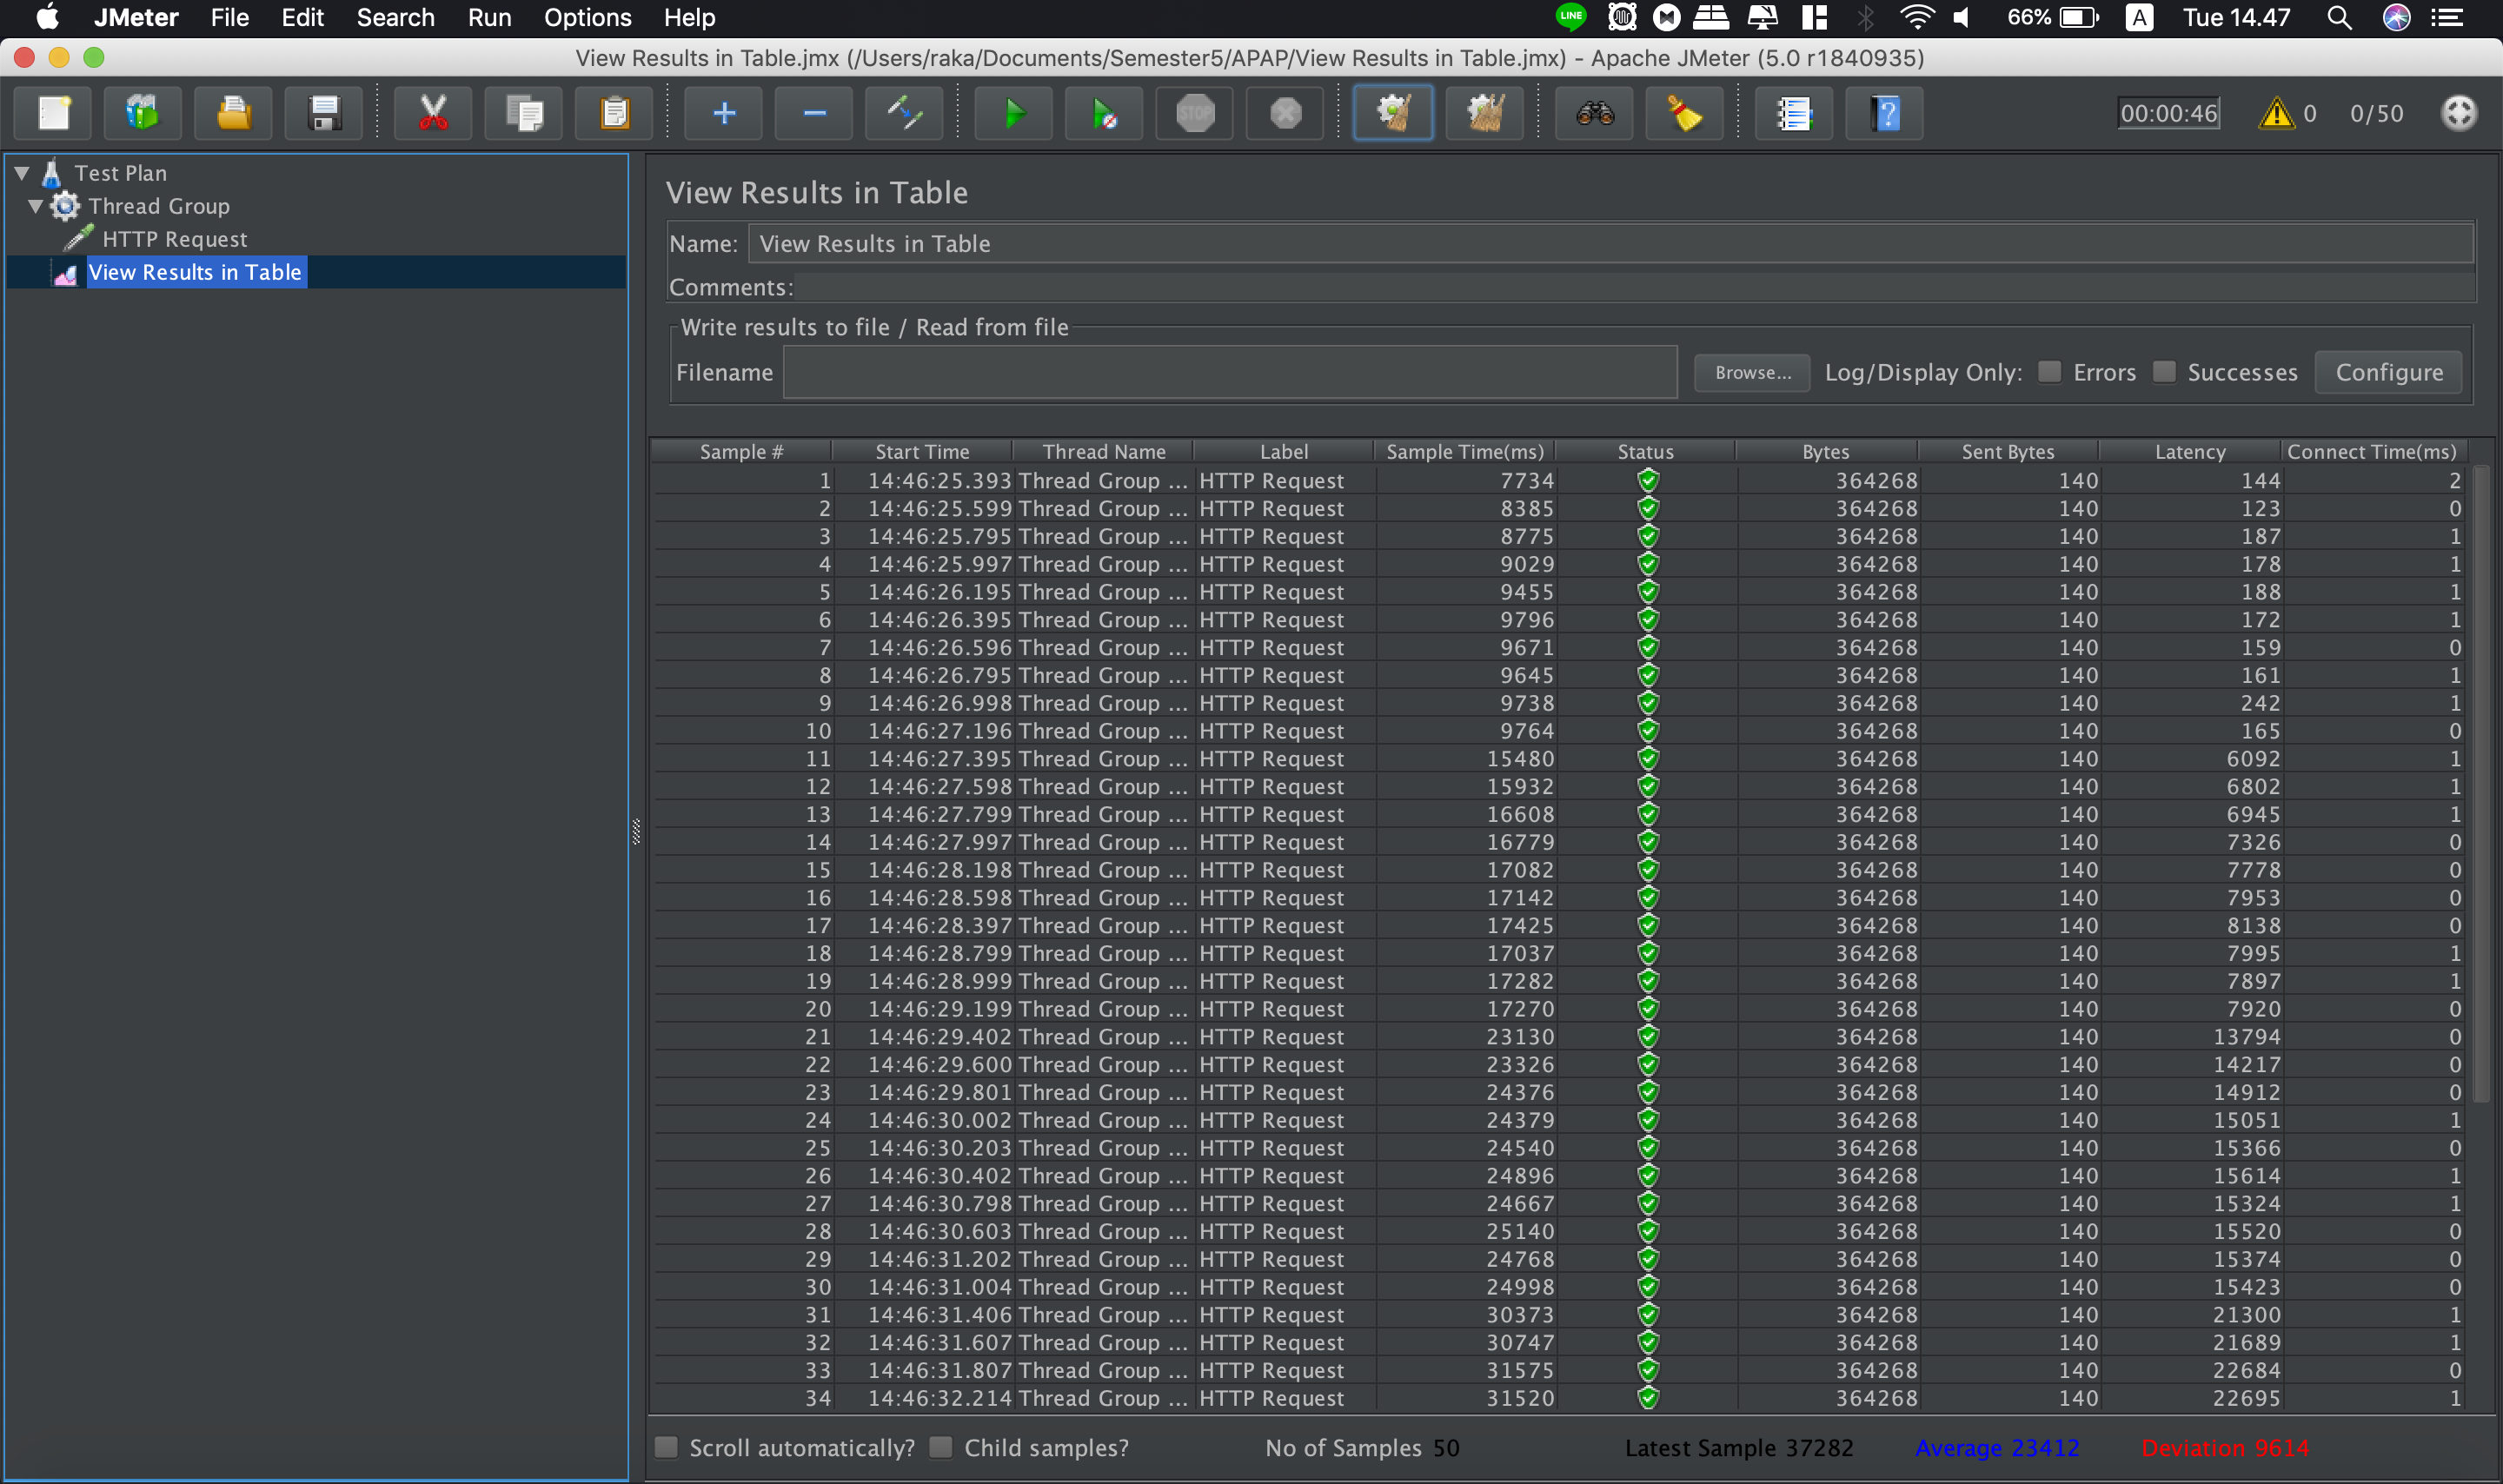 JMeter File Edit Search Run Options Help LINE 66% A Tue 14.47
View Results in Table.jmx (/Users/raka/Documents/Semester5/APAP/View Results in Table.jmx) - Apache JMeter (5.0 r1840935)
STOP 00:00:46 0 0/50
Test Plan
Thread Group
HTTP Request
View Results in Table
View Results in Table
Name: View Results in Table
Comments:
Write results to file / Read from file
Filename Browse... Log/Display Only: Errors Successes Configure
Sample # Start Time Thread Name Label Sample Time(ms) Status Bytes Sent Bytes Latency Connect Time(ms)
1 14:46:25.393 Thread Group ... HTTP Request 7734 364268 140 144 2
2 14:46:25.599 Thread Group ... HTTP Request 8385 364268 140 123 0
3 14:46:25.795 Thread Group ... HTTP Request 8775 364268 140 187 1
4 14:46:25.997 Thread Group ... HTTP Request 9029 364268 140 178 1
5 14:46:26.195 Thread Group ... HTTP Request 9455 364268 140 188 1
6 14:46:26.395 Thread Group ... HTTP Request 9796 364268 140 172 1
7 14:46:26.596 Thread Group ... HTTP Request 9671 364268 140 159 0
8 14:46:26.795 Thread Group ... HTTP Request 9645 364268 140 161 1
9 14:46:26.998 Thread Group ... HTTP Request 9738 364268 140 242 1
10 14:46:27.196 Thread Group ... HTTP Request 9764 364268 140 165 0
11 14:46:27.395 Thread Group ... HTTP Request 15480 364268 140 6092 1
12 14:46:27.598 Thread Group ... HTTP Request 15932 364268 140 6802 1
13 14:46:27.799 Thread Group ... HTTP Request 16608 364268 140 6945 1
14 14:46:27.997 Thread Group ... HTTP Request 16779 364268 140 7326 0
15 14:46:28.198 Thread Group ... HTTP Request 17082 364268 140 7778 0
16 14:46:28.598 Thread Group ... HTTP Request 17142 364268 140 7953 0
17 14:46:28.397 Thread Group ... HTTP Request 17425 364268 140 8138 0
18 14:46:28.799 Thread Group ... HTTP Request 17037 364268 140 7995 1
19 14:46:28.999 Thread Group ... HTTP Request 17282 364268 140 7897 1
20 14:46:29.199 Thread Group ... HTTP Request 17270 364268 140 7920 0
21 14:46:29.402 Thread Group ... HTTP Request 23130 364268 140 13794 0
22 14:46:29.600 Thread Group ... HTTP Request 23326 364268 140 14217 0
23 14:46:29.801 Thread Group ... HTTP Request 24376 364268 140 14912 0
24 14:46:30.002 Thread Group ... HTTP Request 24379 364268 140 15051 1
25 14:46:30.203 Thread Group ... HTTP Request 24540 364268 140 15366 0
26 14:46:30.402 Thread Group ... HTTP Request 24896 364268 140 15614 1
27 14:46:30.798 Thread Group ... HTTP Request 24667 364268 140 15324 1
28 14:46:30.603 Thread Group ... HTTP Request 25140 364268 140 15520 0
29 14:46:31.202 Thread Group ... HTTP Request 24768 364268 140 15374 0
30 14:46:31.004 Thread Group ... HTTP Request 24998 364268 140 15423 0
31 14:46:31.406 Thread Group ... HTTP Request 30373 364268 140 21300 1
32 14:46:31.607 Thread Group ... HTTP Request 30747 364268 140 21689 1
33 14:46:31.807 Thread Group ... HTTP Request 31575 364268 140 22684 0
34 14:46:32.214 Thread Group ... HTTP Request 31520 364268 140 22695 1
Scroll automatically? Child samples? No of Samples 50 Latest Sample 37282 Average 23412 Deviation 9614